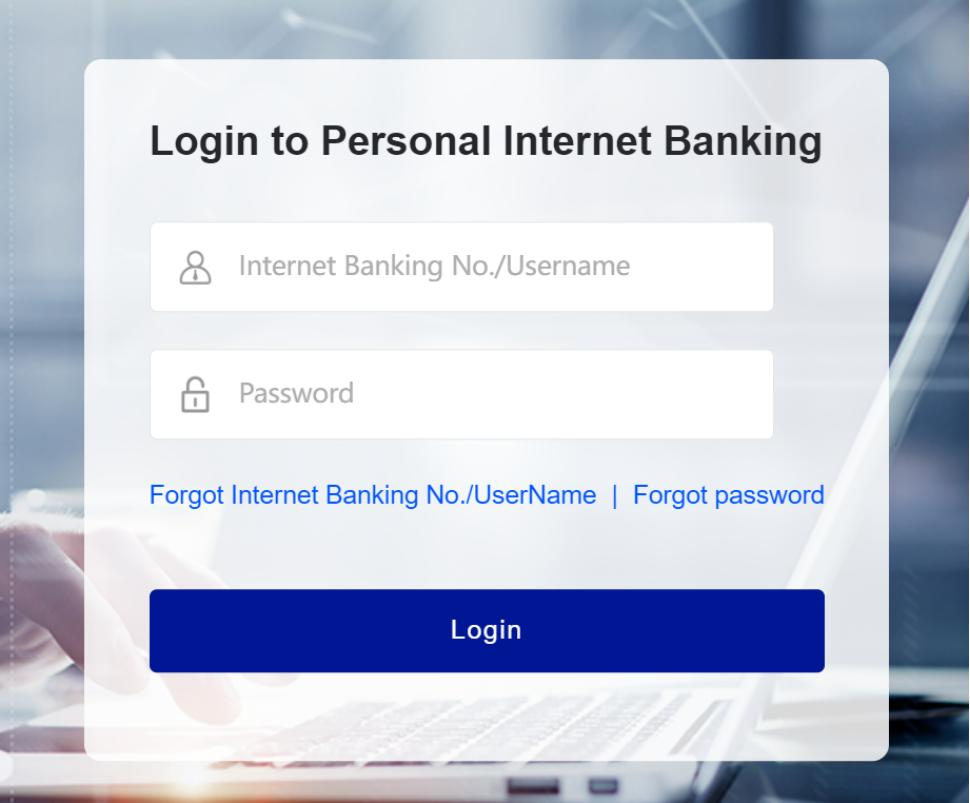 Login to Personal Internet Banking
Internet Banking No./Username
Password
Forgot Internet Banking No./UserName | Forgot password
Login